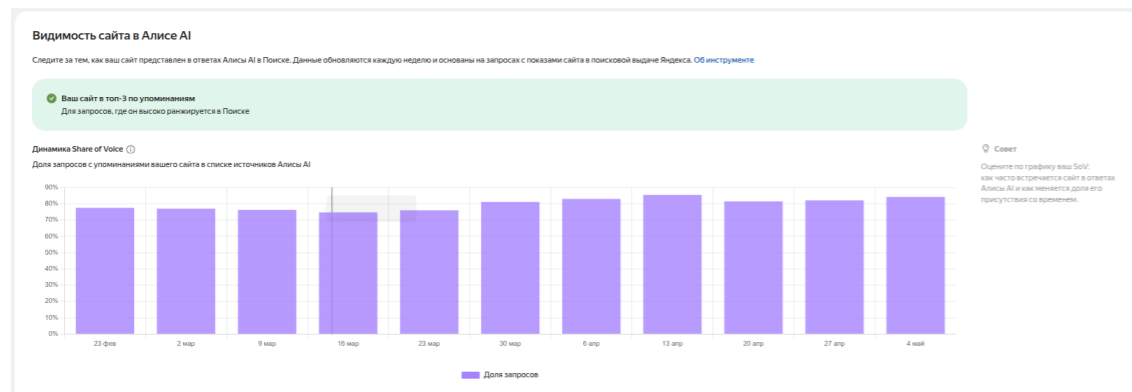 Видимость сайта в Алисе AI
Следите за тем, как ваш сайт представлен в ответах Алисы AI в Поиске. Данные обновляются каждую неделю и основаны на запросах с показами сайта в поисковой выдаче Яндекса. Об инструменте
Ваш сайт в топ-3 по упоминаниям
Для запросов, где он высоко ранжируется в Поиске
Динамика Share of Voice
Доля запросов с упоминаниями вашего сайта в списке источников Алисы AI
Совет
Оцените по графику ваш SoV:
как часто встречается сайт в ответах
Алисы AI и как меняется доля его
присутствия со временем.
90%
80%
70%
60%
50%
40%
30%
20%
10%
0%
23 фев 2 мар 9 мар 16 мар 23 мар 30 мар 6 апр 13 апр 20 апр 27 апр 4 май
Доля запросов